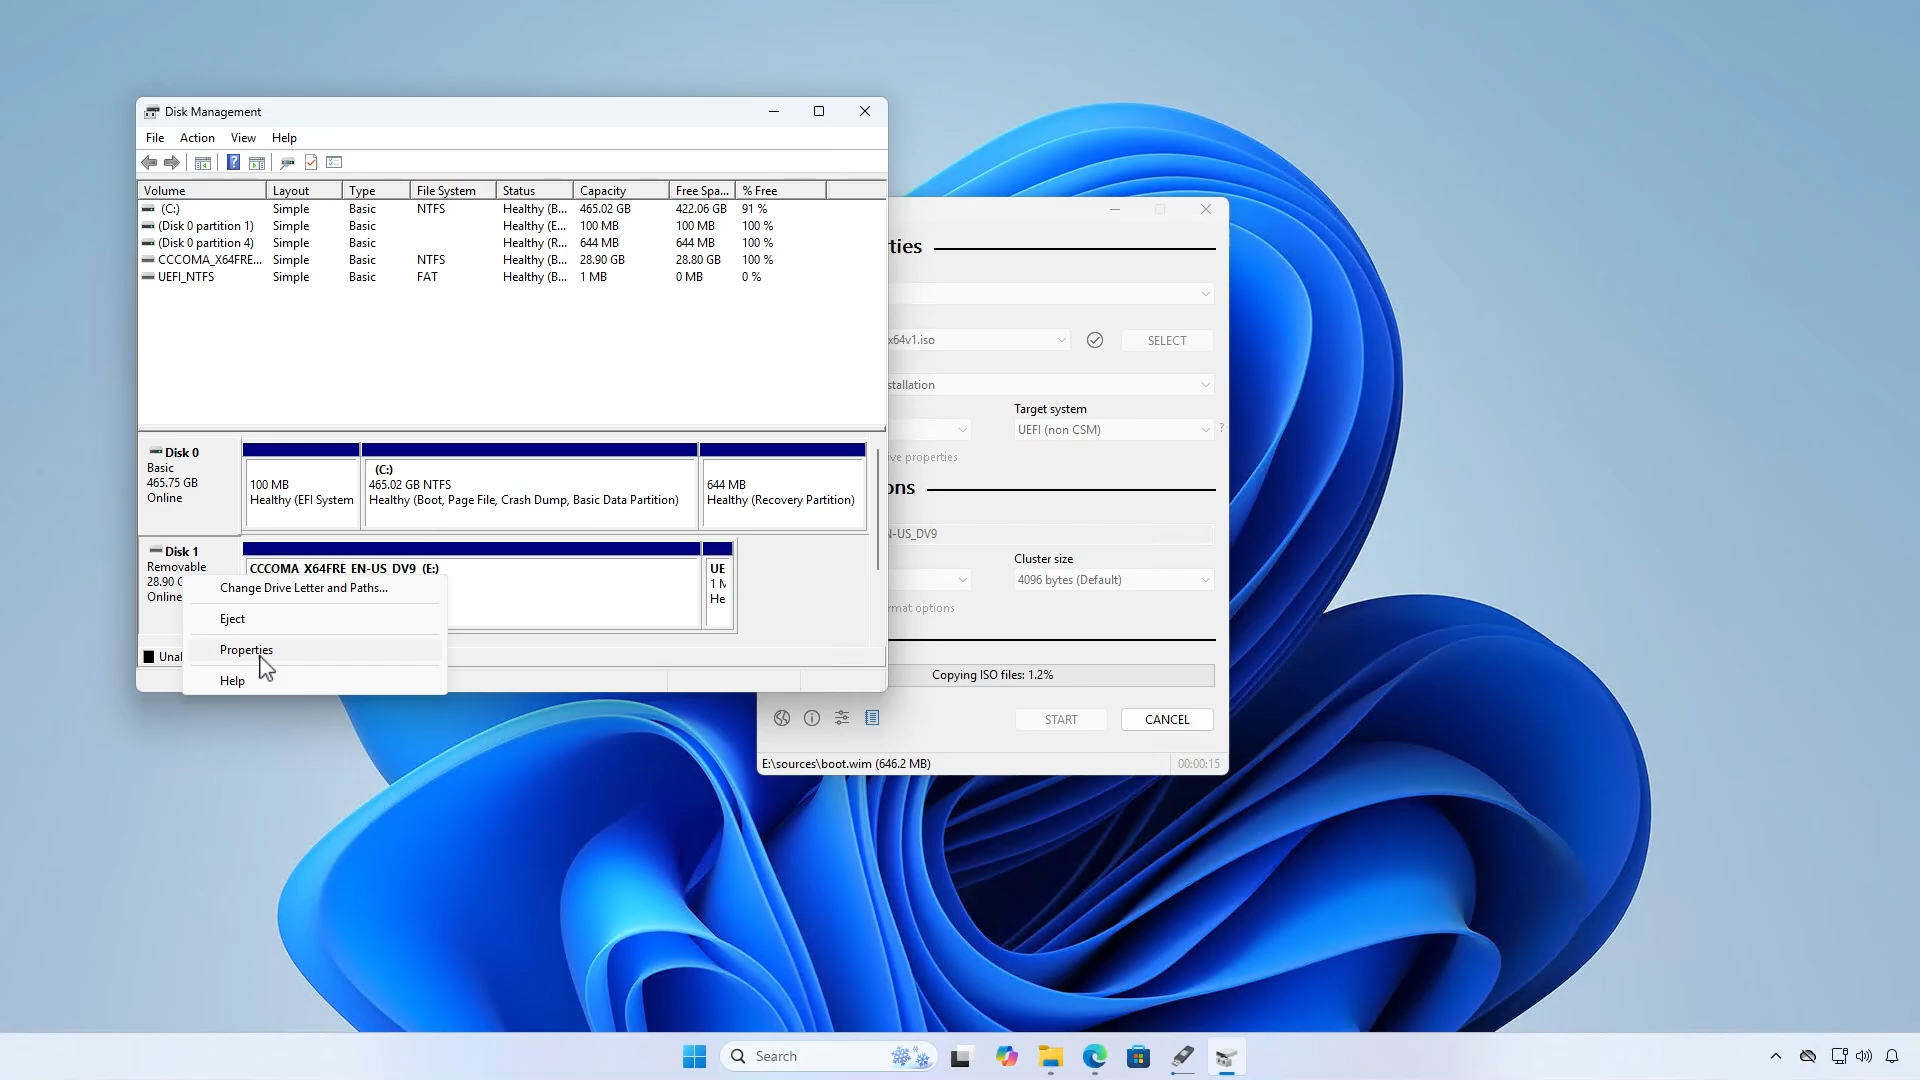 Disk Management
File Action View Help
Volume Layout Type File System Status Capacity Free Spa... % Free
(C:) Simple Basic NTFS Healthy (B... 465.02 GB 422.06 GB 91 %
(Disk 0 partition 1) Simple Basic Healthy (E... 100 MB 100 MB 100 %
(Disk 0 partition 4) Simple Basic Healthy (R... 644 MB 644 MB 100 %
CCCOMA_X64FRE... Simple Basic NTFS Healthy (B... 28.90 GB 28.80 GB 100 %
UEFI_NTFS Simple Basic FAT Healthy (B... 1 MB 0 MB 0 %
Disk 0
Basic
465.75 GB
Online
100 MB
Healthy (EFI System
(C:)
465.02 GB NTFS
Healthy (Boot, Page File, Crash Dump, Basic Data Partition)
644 MB
Healthy (Recovery Partition)
Disk 1
Removable
28.90 G
Online
CCCOMA_X64FRE_EN-US_DV9 (E:)
UE
1 M
He
Unal
Change Drive Letter and Paths...
Eject
Properties
Help
ties
x64v1.iso
SELECT
stallation
Target system
UEFI (non CSM)
?
ve properties
ons
N-US_DV9
Cluster size
4096 bytes (Default)
rmat options
Copying ISO files: 1.2%
START
CANCEL
E:\sources\boot.wim (646.2 MB)
00:00:15
Search